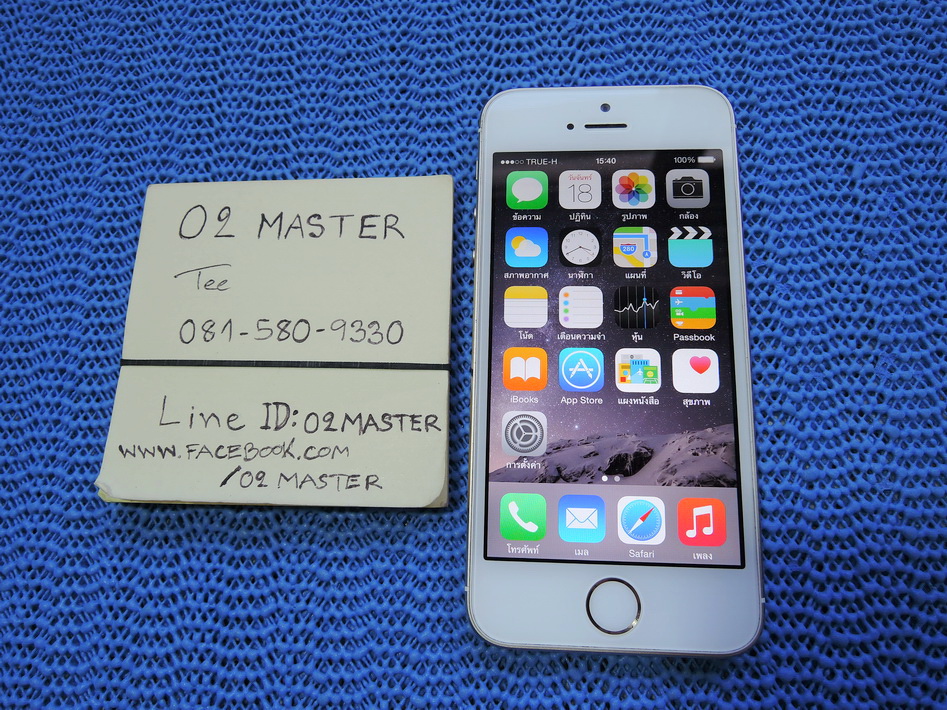 O2 MASTER
Tee
081-580-9330
Line ID: O2MASTER
WWW.FACEBOOK.COM
/O2 MASTER
TRUE-H 15:40 100%
วันจันทร์
18
ข้อความ ปฏิทิน รูปภาพ กล้อง
280
สภาพอากาศ นาฬิกา แผนที่ วิดีโอ
โน้ต เตือนความจำ หุ้น Passbook
iBooks App Store แผงหนังสือ สุขภาพ
การตั้งค่า
โทรศัพท์ เมล Safari เพลง